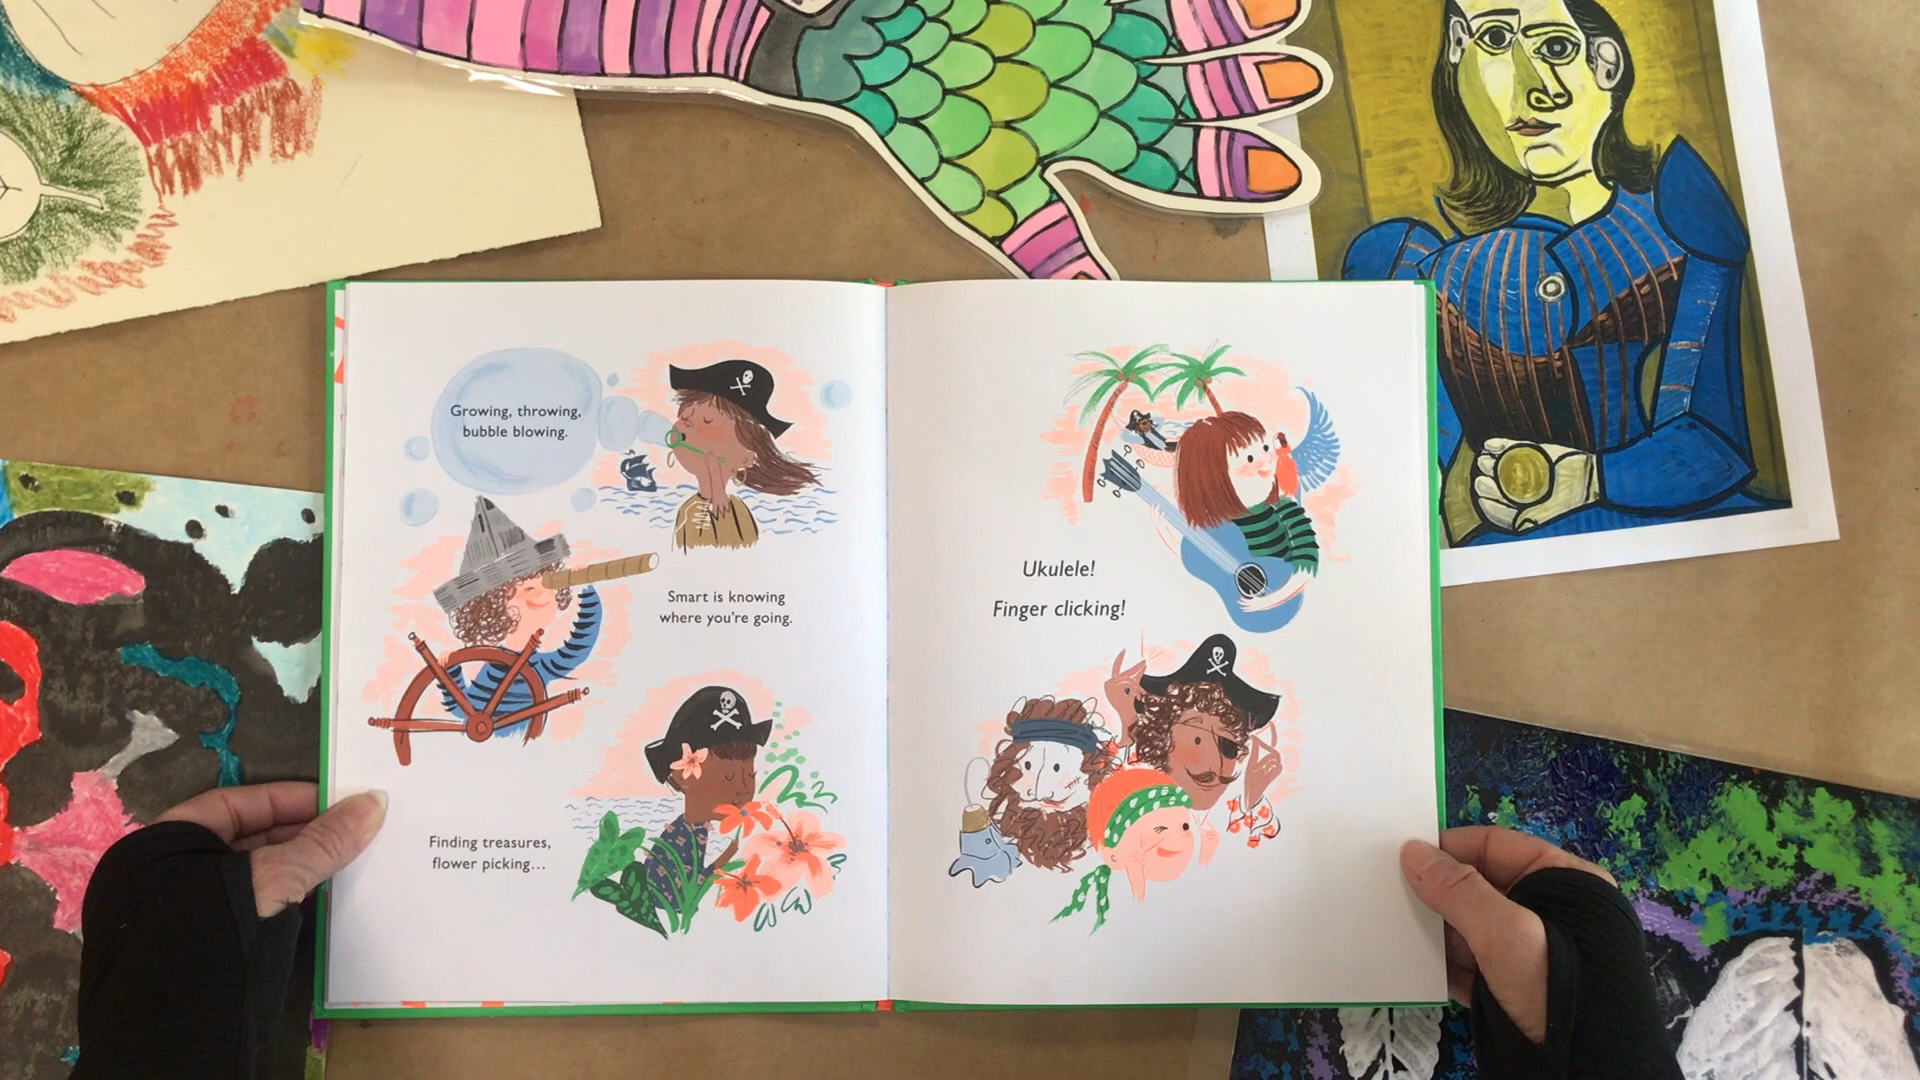 Growing, throwing,
bubble blowing.
Smart is knowing
where you're going.
Finding treasures,
flower picking...
Ukulele!
Finger clicking!